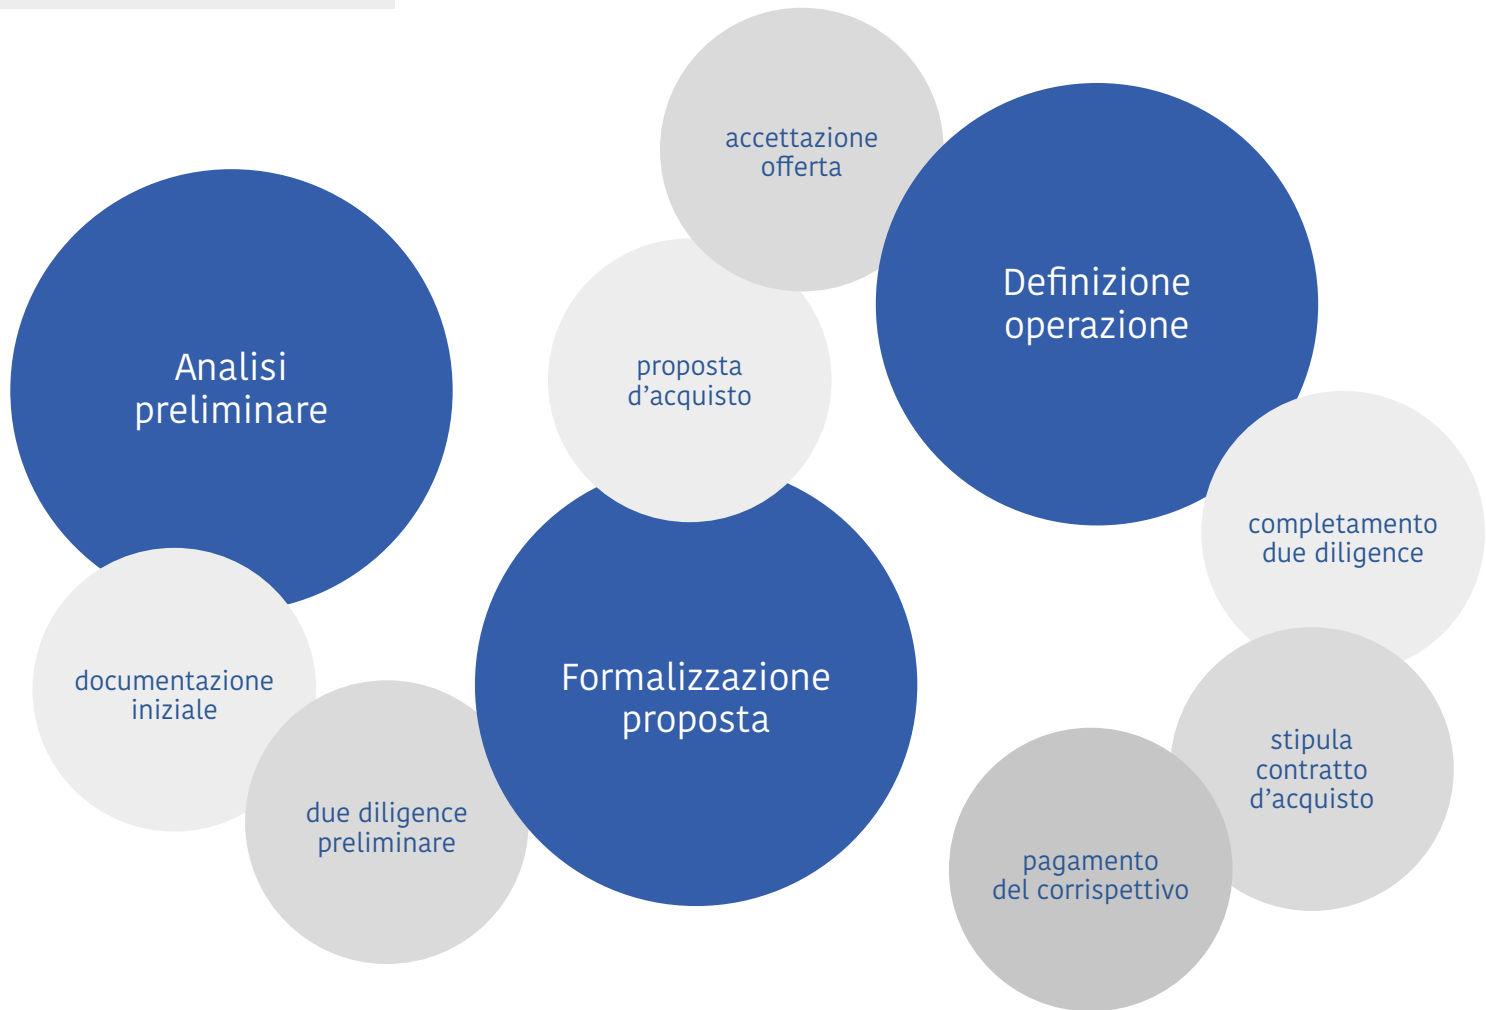 Analisi
preliminare
documentazione
iniziale
due diligence
preliminare
Formalizzazione
proposta
proposta
d’acquisto
accettazione
offerta
Definizione
operazione
completamento
due diligence
stipula
contratto
d’acquisto
pagamento
del corrispettivo